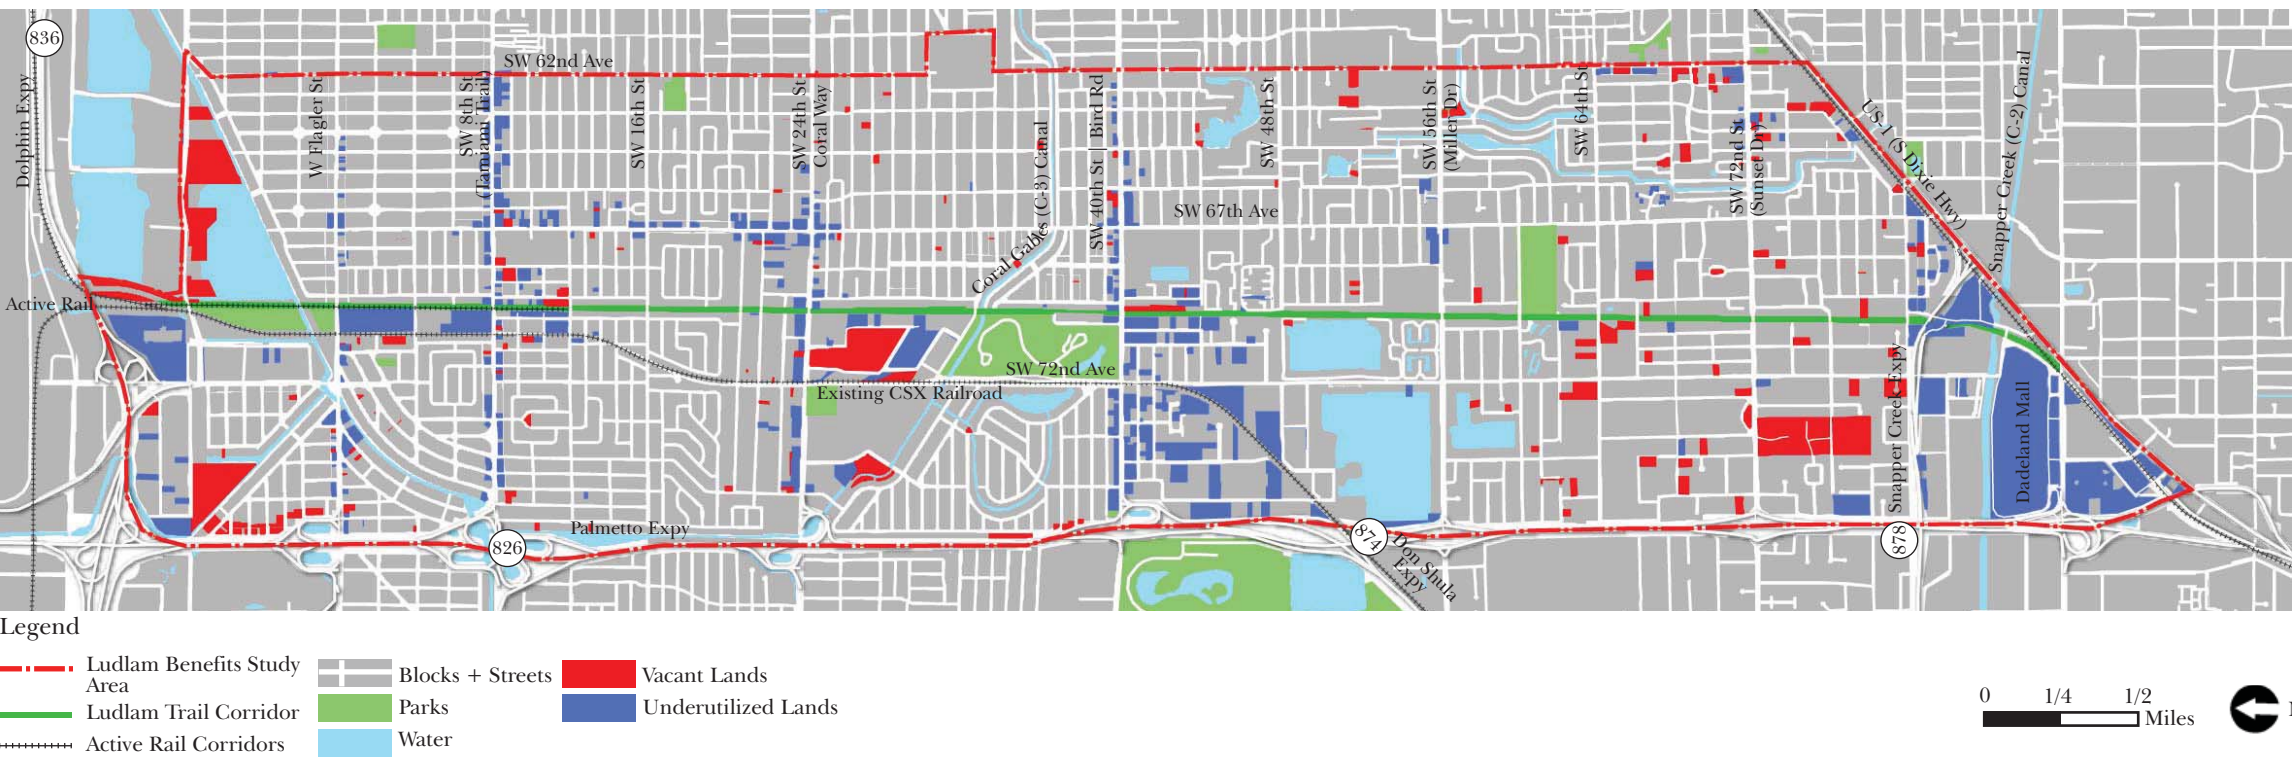 836
Dolphin Expy
SW 62nd Ave
W Flagler St
SW 8th St
(Tamiami Trail)
SW 16th St
SW 24th St
Coral Way
Coral Gables (C-3) Canal
SW 40th St | Bird Rd
SW 48th St
SW 56th St
(Miller Dr)
SW 64th St
SW 72nd St
(Sunset Dr)
US-1 (S Dixie Hwy)
Snapper Creek (C-2) Canal
SW 67th Ave
Active Rail
SW 72nd Ave
Existing CSX Railroad
Snapper Creek Expy
Dadeland Mall
Palmetto Expy
826
874
Don Shula
Expy
878
Legend
Ludlam Benefits Study
Area
Ludlam Trail Corridor
Active Rail Corridors
Blocks + Streets
Parks
Water
Vacant Lands
Underutilized Lands
0 1/4 1/2
Miles